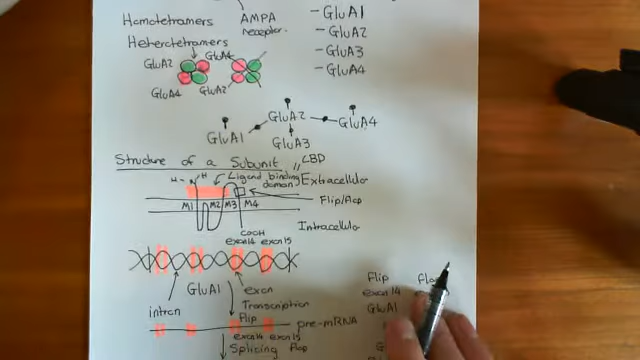 Homotetramers
AMPA
receptor
- GluA1
- GluA2
- GluA3
- GluA4
Heterotetramers
GluA2
GluA4
GluA4
GluA2
GluA2
GluA4
GluA1
GluA3
Structure of a Subunit
LBD
H
H
Ligand binding
domain
Extracellular
M1
M2
M3
M4
Flip/flop
Intracellular
COOH
exon14 exon15
Flip
exon14
GluA1
GluA1
exon
intron
Transcription
flip
pre-mRNA
exon14 exon15
Splicing flop